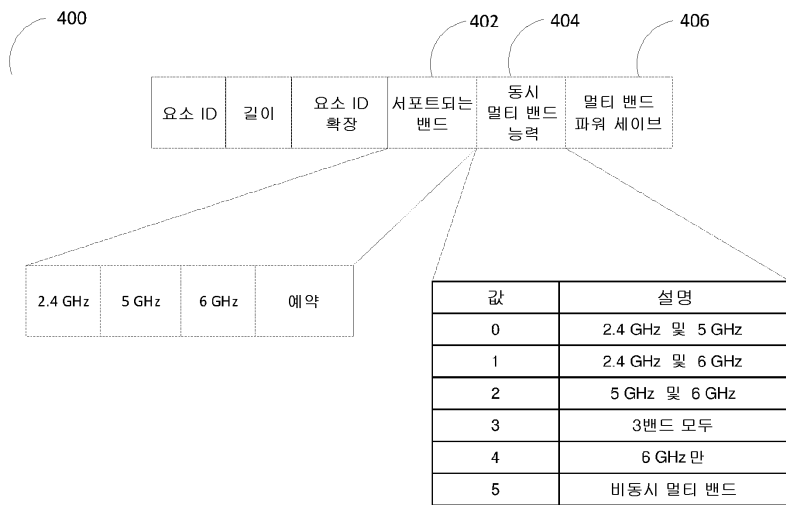 400
402
404
406
요소 ID
길이
요소 ID
확장
서포트되는
밴드
동시
멀티 밴드
능력
멀티 밴드
파워 세이브
2.4 GHz
5 GHz
6 GHz
예약
값
설명
0
2.4 GHz 및 5 GHz
1
2.4 GHz 및 6 GHz
2
5 GHz 및 6 GHz
3
3밴드 모두
4
6 GHz 만
5
비동시 멀티 밴드